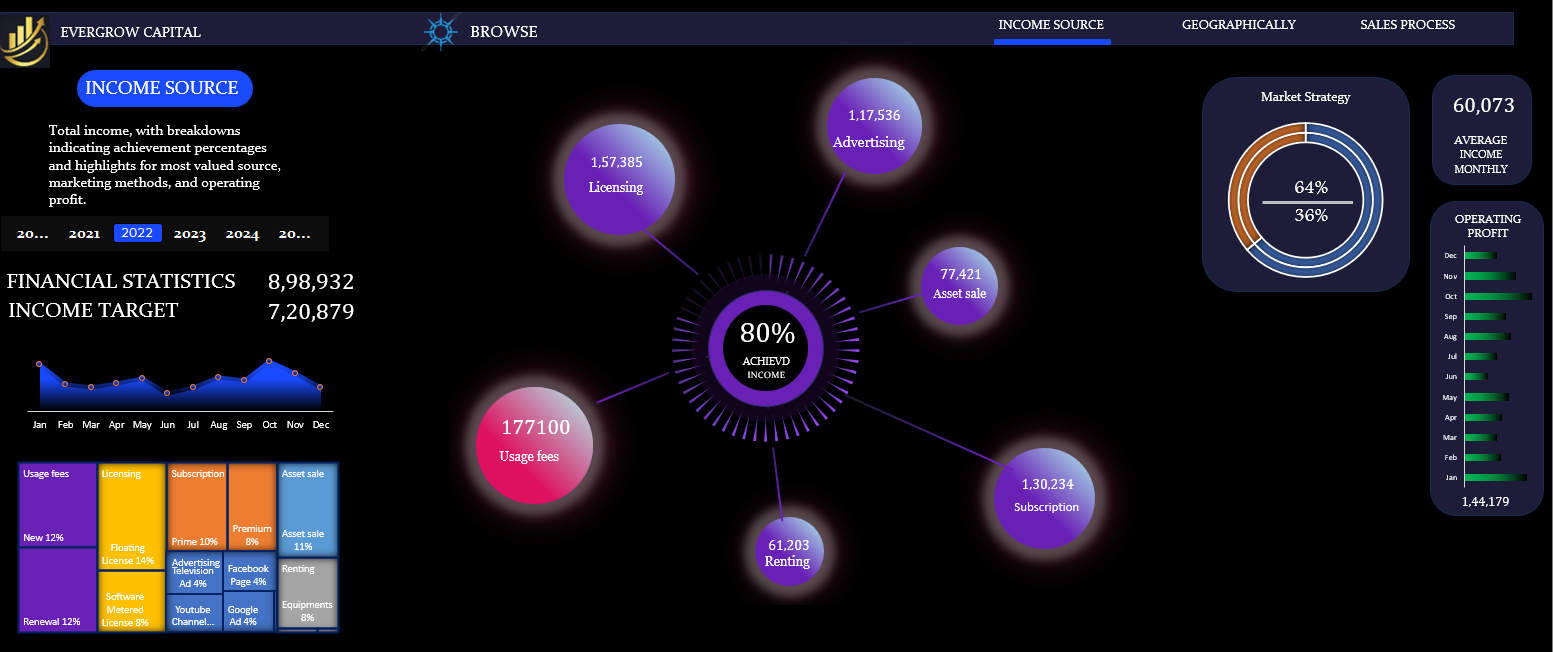 EVERGROW CAPITAL
BROWSE
INCOME SOURCE
GEOGRAPHICALLY
SALES PROCESS
INCOME SOURCE
Total income, with breakdowns
indicating achievement percentages
and highlights for most valued source,
marketing methods, and operating
profit.
20... 2021 2022 2023 2024 20...
FINANCIAL STATISTICS 8,98,932
INCOME TARGET 7,20,879
Jan Feb Mar Apr May Jun Jul Aug Sep Oct Nov Dec
Usage fees
New 12%
Renewal 12%
Licensing
Floating
License 14%
Software
Metered
License 8%
Subscription
Prime 10%
Premium
8%
Advertising
Television
Ad 4%
Facebook
Page 4%
Youtube
Channel...
Google
Ad 4%
Asset sale
Asset sale
11%
Renting
Equipments
8%
1,57,385
Licensing
1,17,536
Advertising
77,421
Asset sale
80%
ACHIEVD
INCOME
177100
Usage fees
1,30,234
Subscription
61,203
Renting
Market Strategy
64%
36%
60,073
AVERAGE
INCOME
MONTHLY
OPERATING
PROFIT
Dec
Nov
Oct
Sep
Aug
Jul
Jun
May
Apr
Mar
Feb
Jan
1,44,179